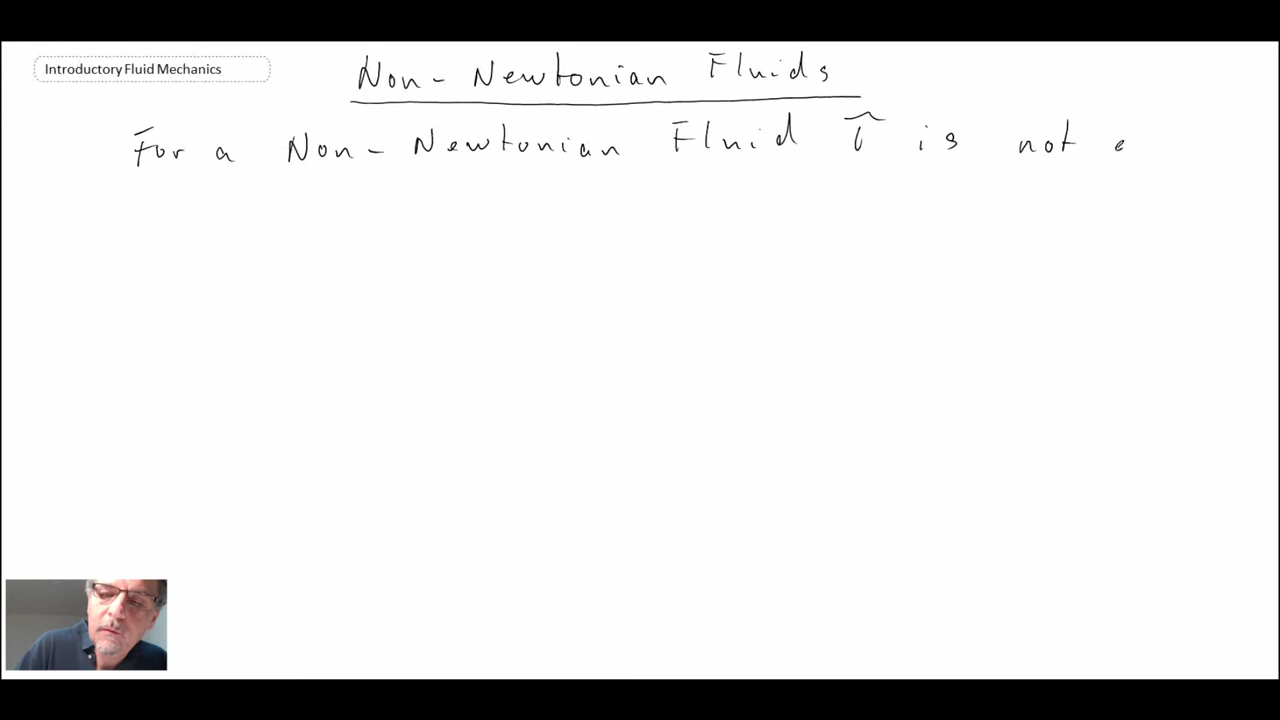 Introductory Fluid Mechanics
Non-Newtonian Fluids
For a Non-Newtonian Fluid τ is not